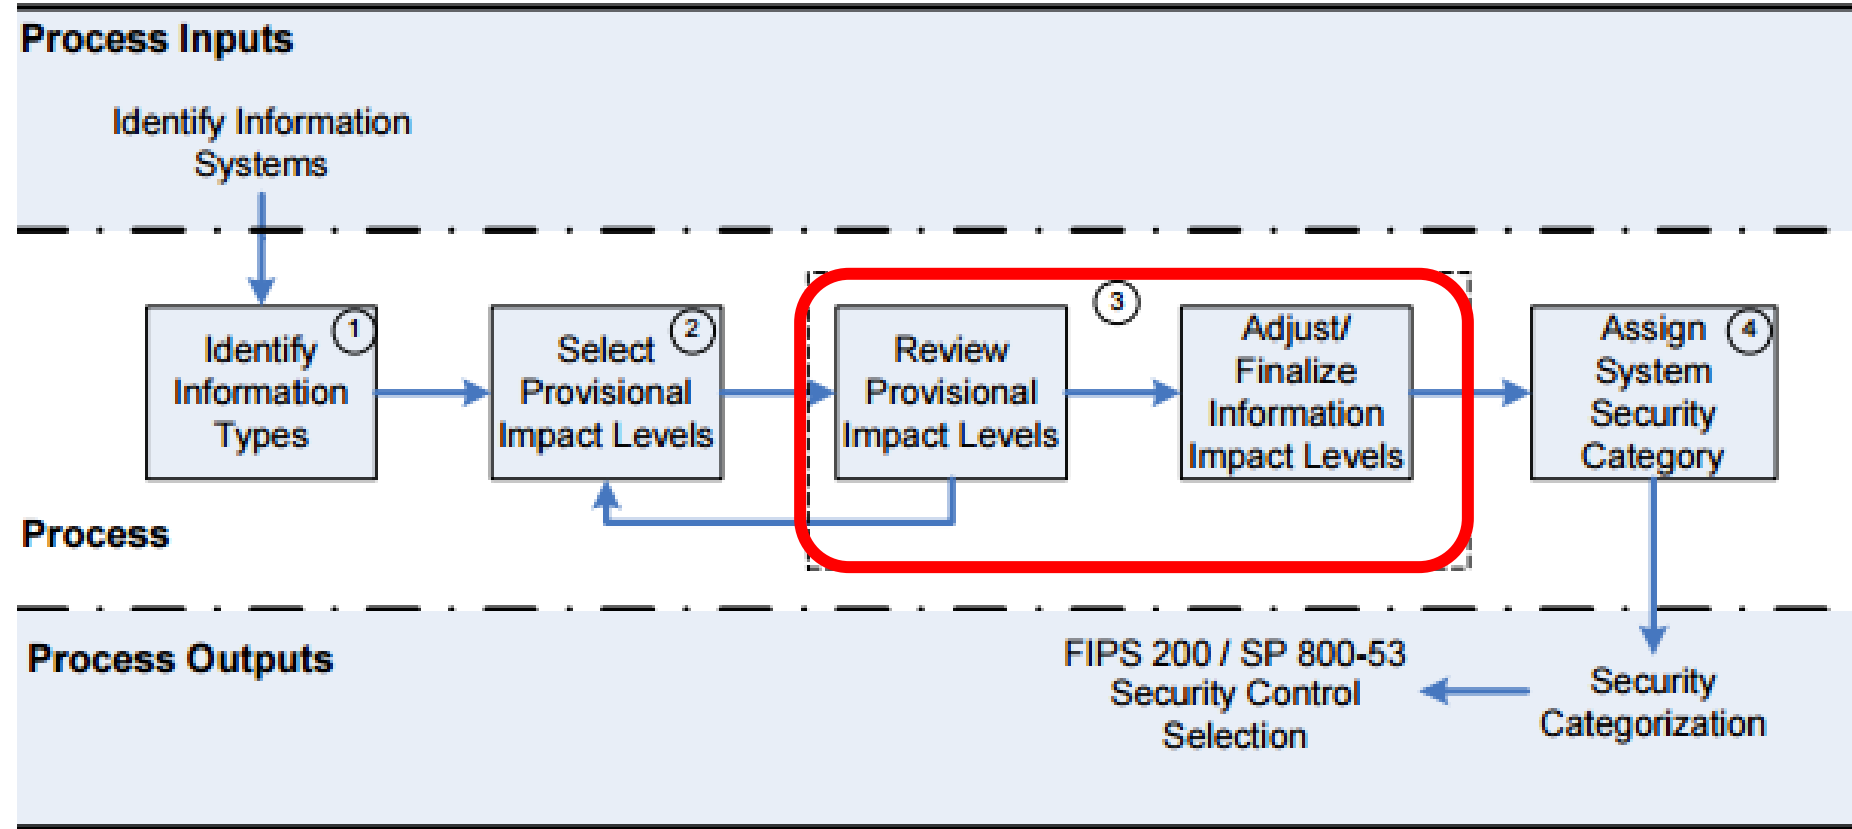 Process Inputs
Identify Information
Systems
1
Identify
Information
Types
2
Select
Provisional
Impact Levels
3
Review
Provisional
Impact Levels
Adjust/
Finalize
Information
Impact Levels
4
Assign
System
Security
Category
Process
Process Outputs
FIPS 200 / SP 800-53
Security Control
Selection
Security
Categorization